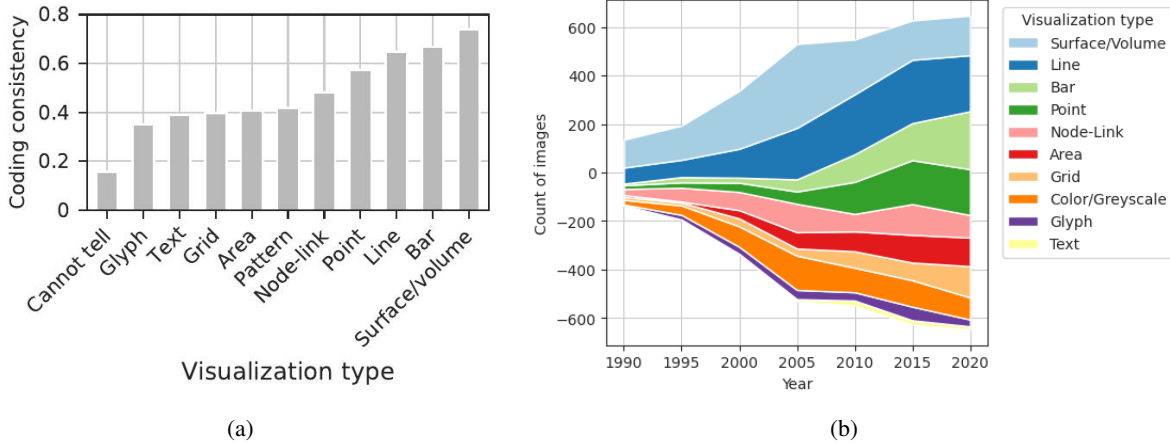 0.8
0.6
0.4
0.2
0
Coding consistency
Cannot tell
Glyph
Text
Grid
Area
Pattern
Node-link
Point
Line
Bar
Surface/volume
Visualization type
(a)
600
400
200
0
−200
−400
−600
Count of images
1990 1995 2000 2005 2010 2015 2020
Year
Visualization type
Surface/Volume
Line
Bar
Point
Node-Link
Area
Grid
Color/Greyscale
Glyph
Text
(b)